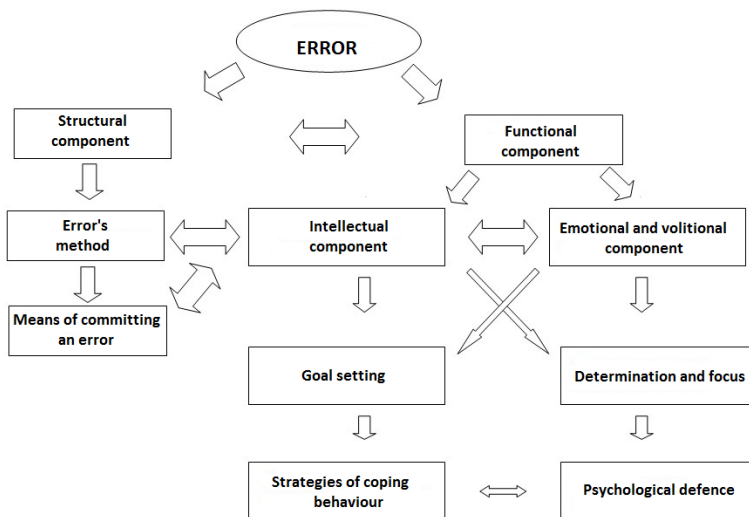 ERROR
Structural
component
Functional
component
Error's
method
Intellectual
component
Emotional and volitional
component
Means of committing
an error
Goal setting
Determination and focus
Strategies of coping
behaviour
Psychological defence